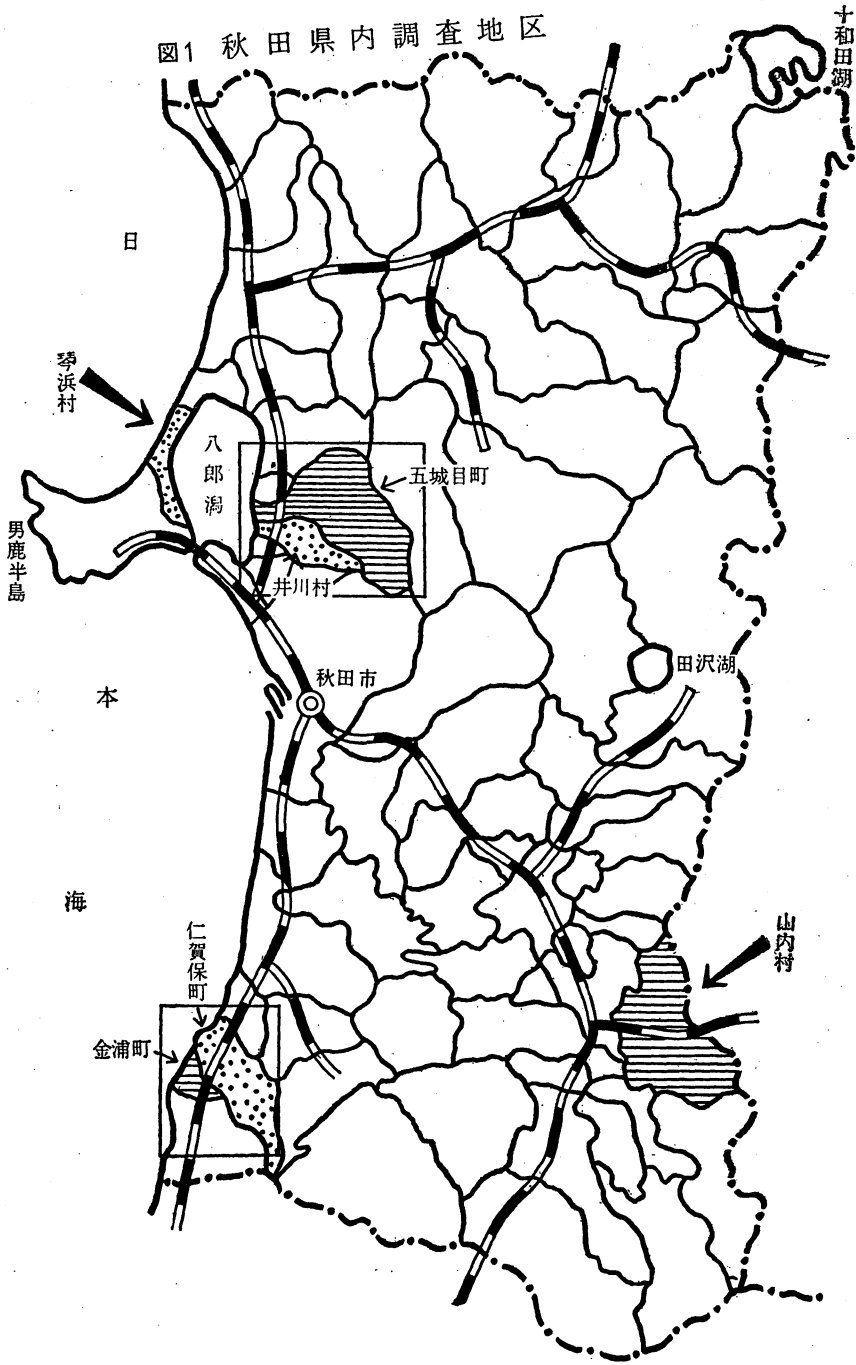 図1 秋田県内調査地区
十和田湖
日
琴浜村
八郎潟
五城目町
男鹿半島
井川村
秋田市
田沢湖
本
海
仁賀保町
山内村
金浦町